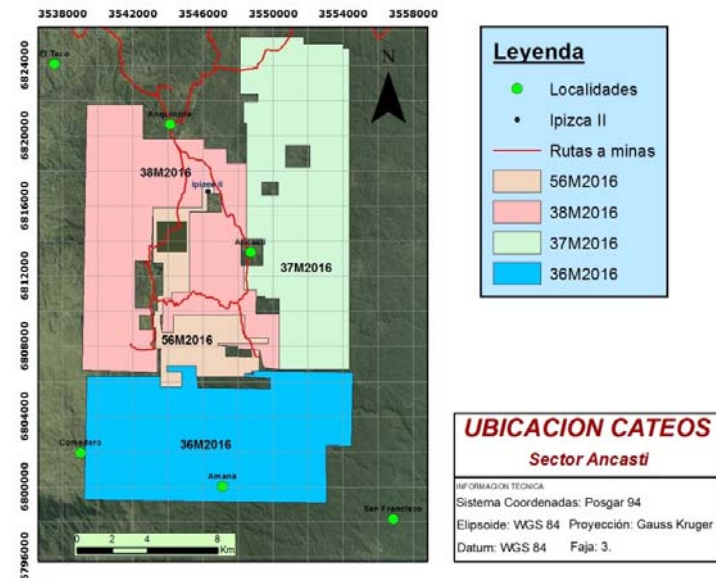 3538000 3542000 3546000 3550000 3554000 3558000
6824000
6820000
6816000
6812000
6808000
6804000
6800000
6796000
El Taco
N
Anquincila
38M2016
Ipizca II
Ancasti
37M2016
56M2016
36M2016
Comedero
Amana
San Francisco
0 2 4 8
Km
Leyenda
Localidades
Ipizca II
Rutas a minas
56M2016
38M2016
37M2016
36M2016
UBICACION CATEOS
Sector Ancasti
INFORMACION TECNICA:
Sistema Coordenadas: Posgar 94
Elipsoide: WGS 84 Proyección: Gauss Kruger
Datum: WGS 84 Faja: 3.